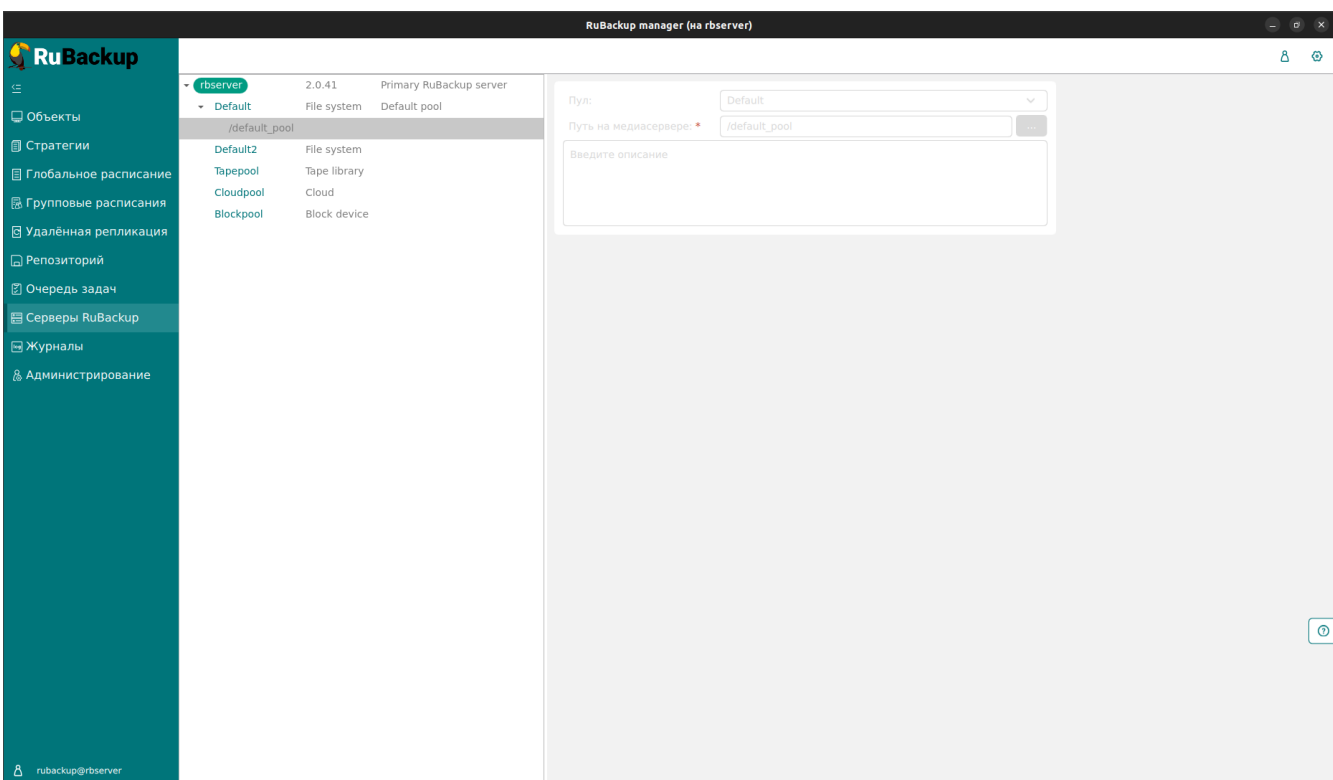 RuBackup manager (на rbserver)
RuBackup
Объекты
Стратегии
Глобальное расписание
Групповые расписания
Удалённая репликация
Репозиторий
Очередь задач
Серверы RuBackup
Журналы
Администрирование
rubackup@rbserver
rbserver 2.0.41 Primary RuBackup server
Default File system Default pool
/default_pool
Default2 File system
Tapepool Tape library
Cloudpool Cloud
Blockpool Block device
Пул: Default
Путь на медиасервере: * /default_pool ...
Введите описание